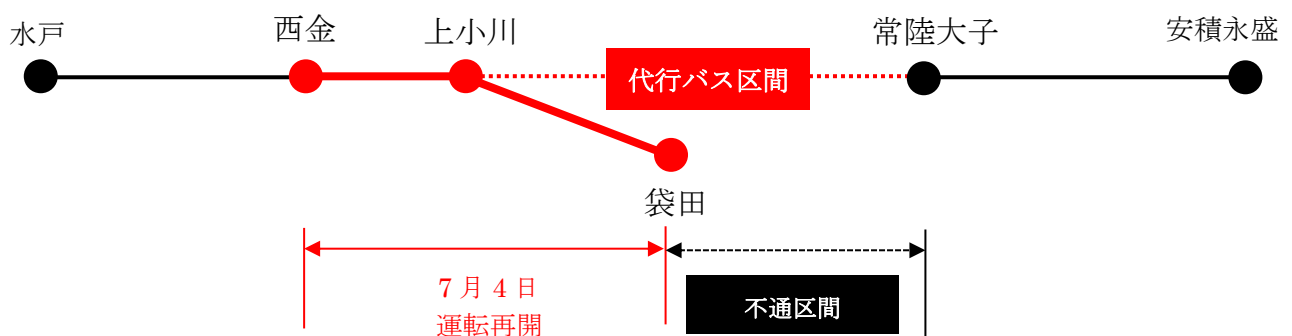 水戸
西金
上小川
常陸大子
安積永盛
代行バス区間
袋田
7月4日
運転再開
不通区間